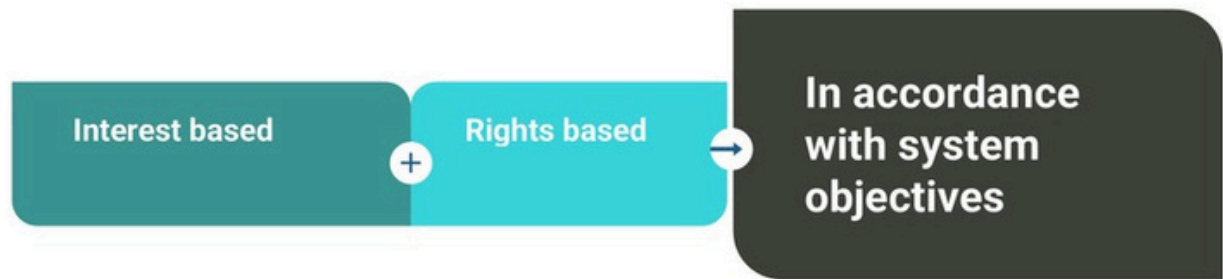 Interest based
+
Rights based
In accordance
with system
objectives